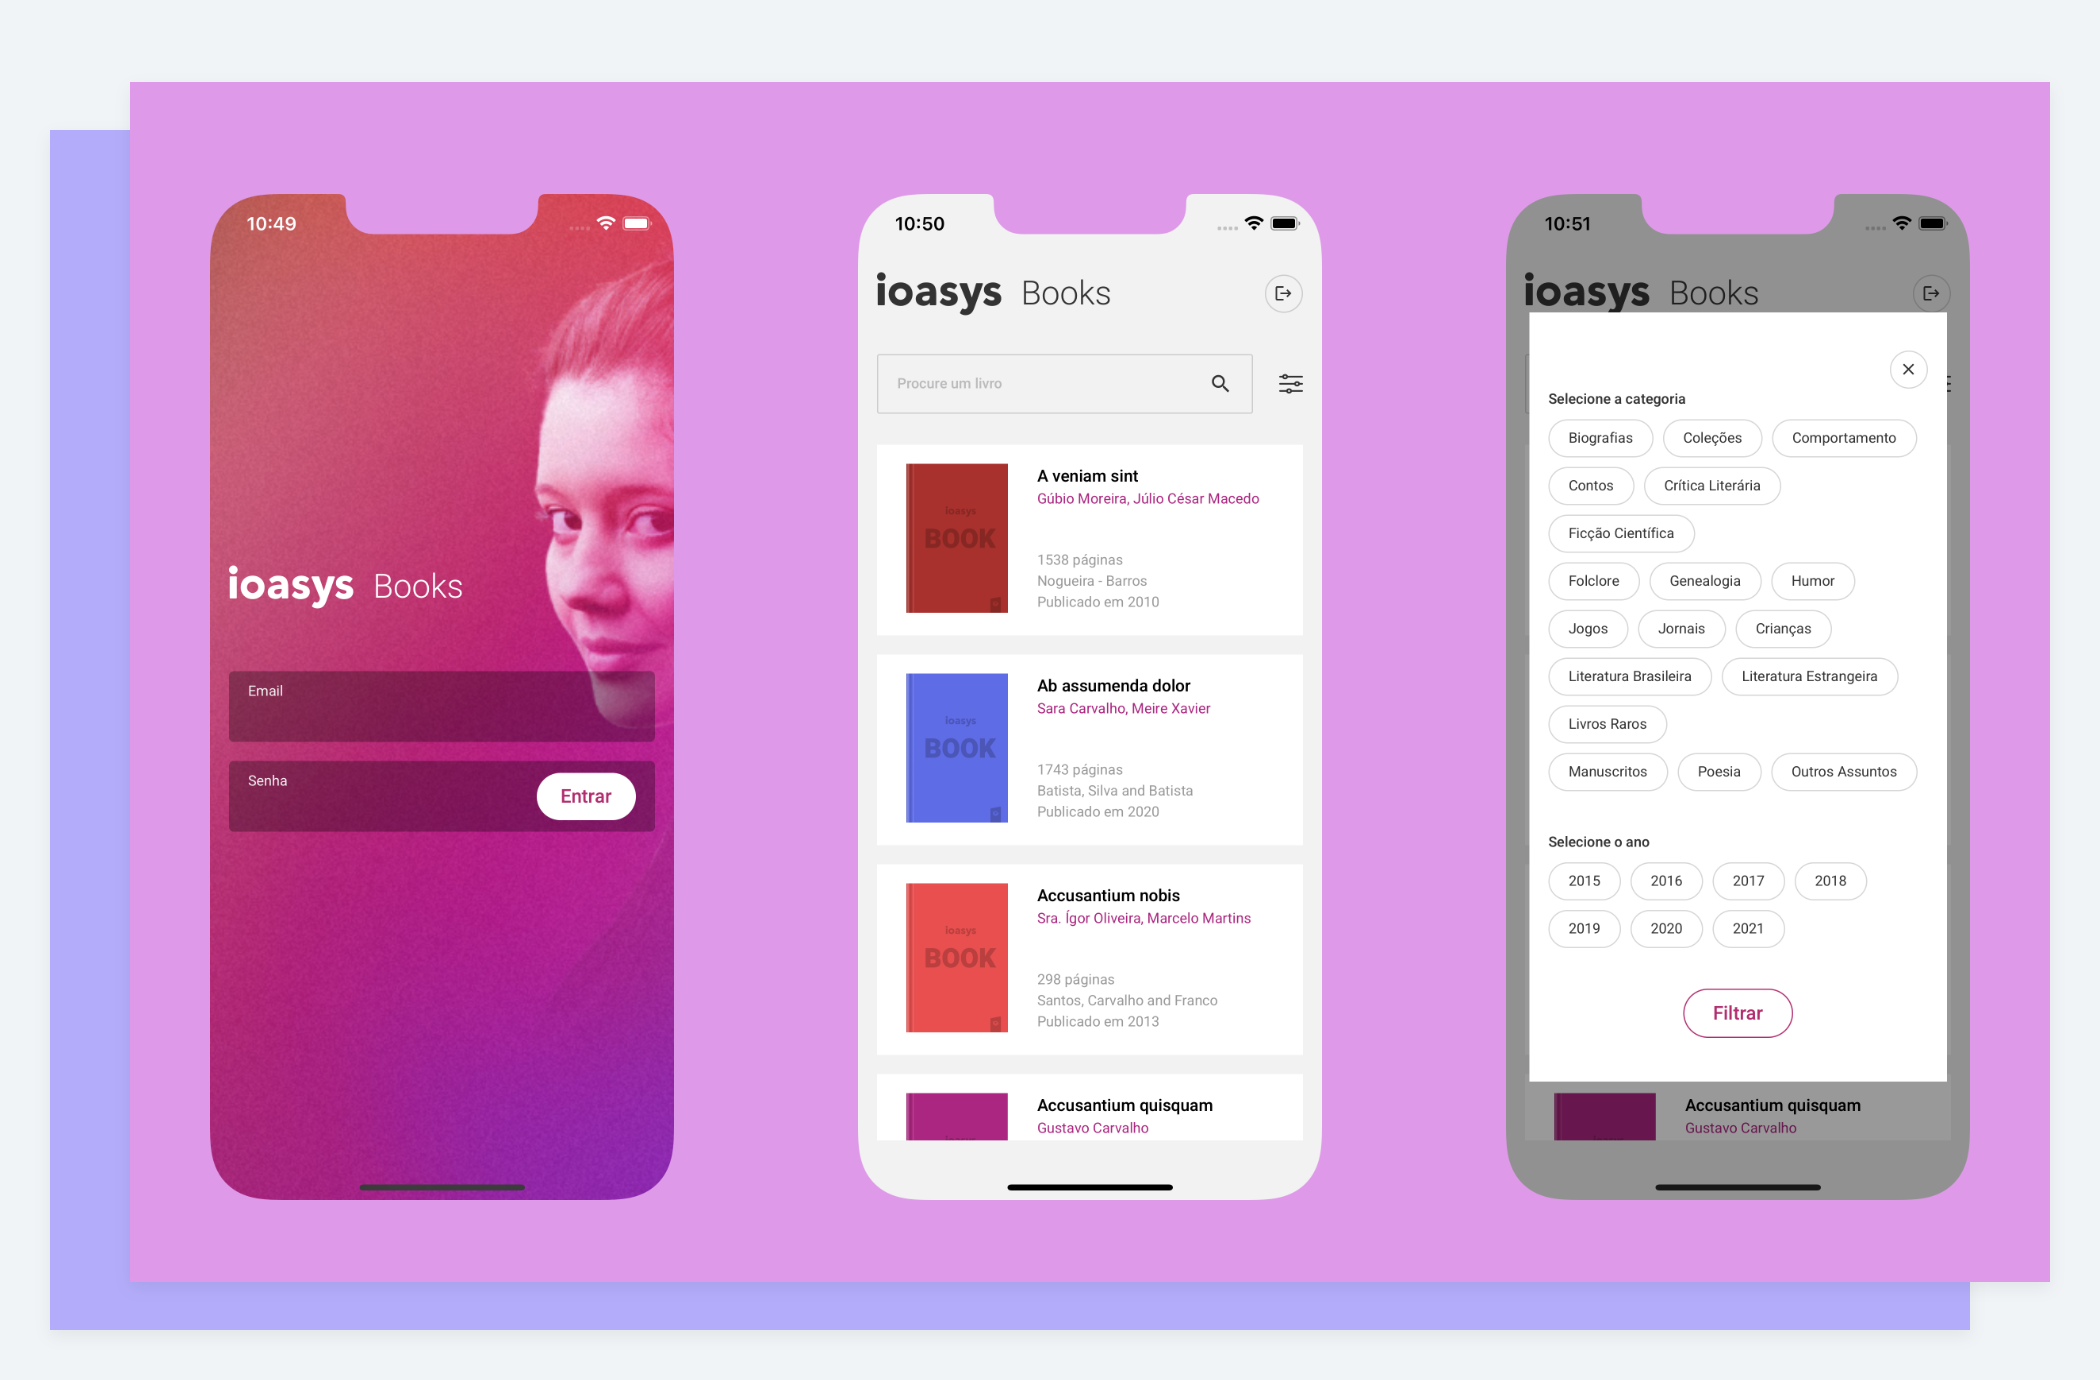 10:49
ioasys Books
Email
Senha
Entrar
10:50
ioasys Books
Procure um livro
ioasys
BOOK
A veniam sint
Gúbio Moreira, Júlio César Macedo
1538 páginas
Nogueira - Barros
Publicado em 2010
ioasys
BOOK
Ab assumenda dolor
Sara Carvalho, Meire Xavier
1743 páginas
Batista, Silva and Batista
Publicado em 2020
ioasys
BOOK
Accusantium nobis
Sra. Ígor Oliveira, Marcelo Martins
298 páginas
Santos, Carvalho and Franco
Publicado em 2013
Accusantium quisquam
Gustavo Carvalho
10:51
ioasys Books
Selecione a categoria
Biografias Coleções Comportamento
Contos Crítica Literária
Ficção Científica
Folclore Genealogia Humor
Jogos Jornais Crianças
Literatura Brasileira Literatura Estrangeira
Livros Raros
Manuscritos Poesia Outros Assuntos
Selecione o ano
2015 2016 2017 2018
2019 2020 2021
Filtrar
Accusantium quisquam
Gustavo Carvalho